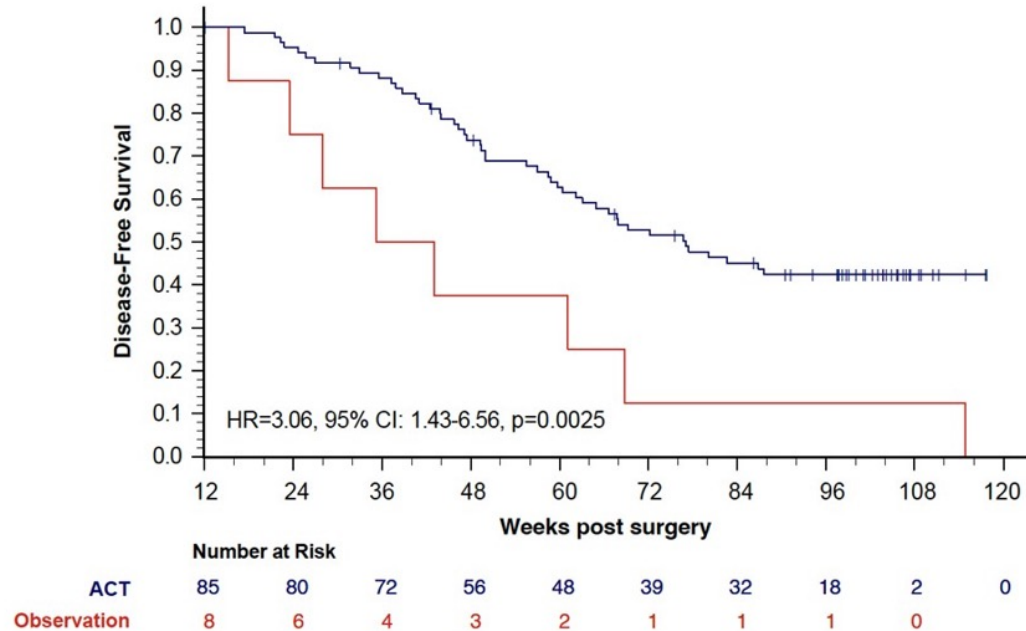 1.0
0.9
0.8
0.7
0.6
0.5
0.4
0.3
0.2
0.1
0.0
Disease-Free Survival
HR=3.06, 95% CI: 1.43-6.56, p=0.0025
12 24 36 48 60 72 84 96 108 120
Weeks post surgery
Number at Risk
ACT 85 80 72 56 48 39 32 18 2 0
Observation 8 6 4 3 2 1 1 1 0